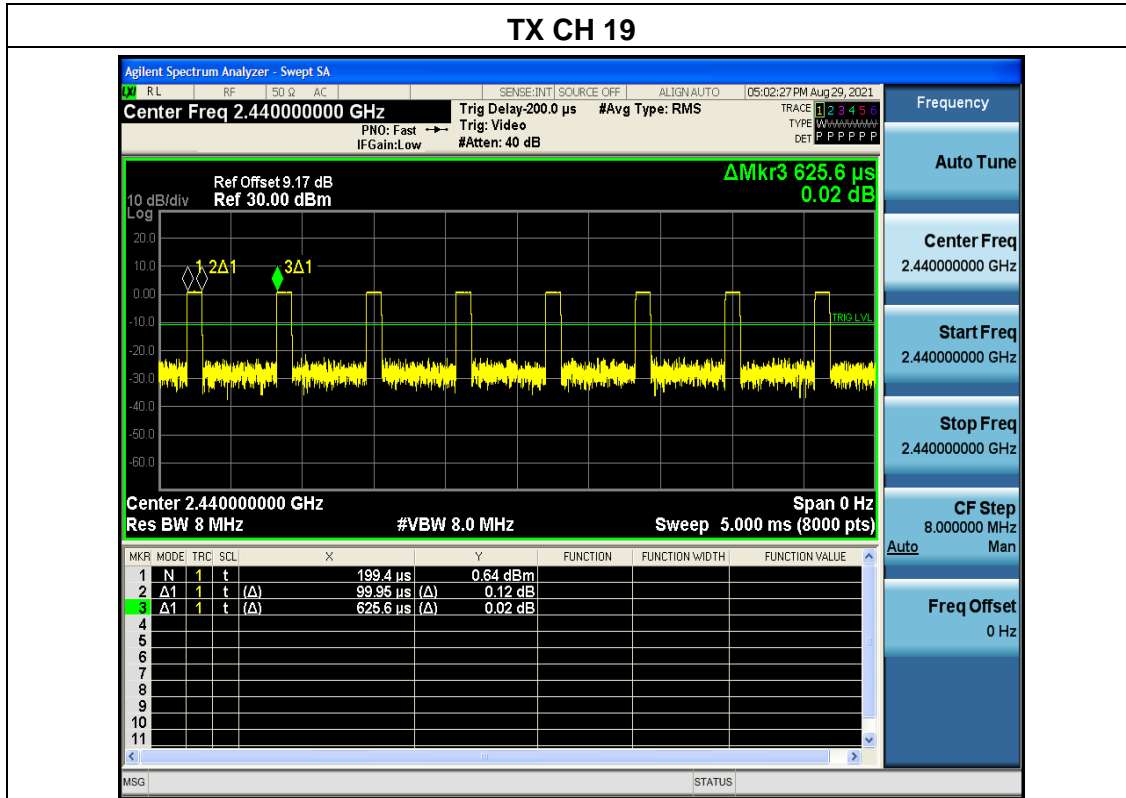 TX CH 19
Agilent Spectrum Analyzer - Swept SA
LXI RL RF 50 Ω AC SENSE:INT SOURCE OFF ALIGN AUTO 05:02:27 PM Aug 29, 2021
Center Freq 2.440000000 GHz
PNO: Fast
IFGain:Low
Trig Delay-200.0 µs
Trig: Video
#Atten: 40 dB
#Avg Type: RMS
TRACE 1 2 3 4 5 6
TYPE
DET P P P P P P
Frequency
Auto Tune
Center Freq
2.440000000 GHz
Start Freq
2.440000000 GHz
Stop Freq
2.440000000 GHz
CF Step
8.000000 MHz
Auto Man
Freq Offset
0 Hz
ΔMkr3 625.6 µs
0.02 dB
Ref Offset 9.17 dB
10 dB/div Ref 30.00 dBm
Log
20.0
10.0
0.00
-10.0
-20.0
-30.0
-40.0
-50.0
-60.0
1 2Δ1 3Δ1
TRIG LVL
Center 2.440000000 GHz Span 0 Hz
Res BW 8 MHz #VBW 8.0 MHz Sweep 5.000 ms (8000 pts)
MKR MODE TRC SCL X Y FUNCTION FUNCTION WIDTH FUNCTION VALUE
1 N 1 t 199.4 µs 0.64 dBm
2 Δ1 1 t (Δ) 99.95 µs (Δ) 0.12 dB
3 Δ1 1 t (Δ) 625.6 µs (Δ) 0.02 dB
4
5
6
7
8
9
10
11
MSG STATUS